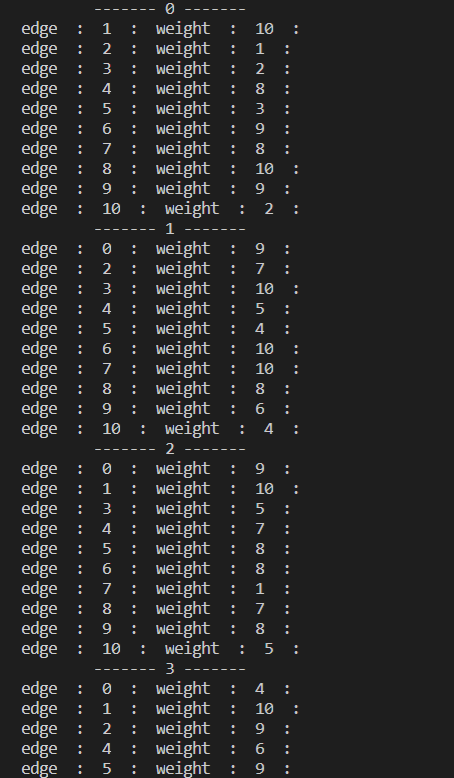 ------- 0 -------
edge : 1 : weight : 10 :
edge : 2 : weight : 1 :
edge : 3 : weight : 2 :
edge : 4 : weight : 8 :
edge : 5 : weight : 3 :
edge : 6 : weight : 9 :
edge : 7 : weight : 8 :
edge : 8 : weight : 10 :
edge : 9 : weight : 9 :
edge : 10 : weight : 2 :
------- 1 -------
edge : 0 : weight : 9 :
edge : 2 : weight : 7 :
edge : 3 : weight : 10 :
edge : 4 : weight : 5 :
edge : 5 : weight : 4 :
edge : 6 : weight : 10 :
edge : 7 : weight : 10 :
edge : 8 : weight : 8 :
edge : 9 : weight : 6 :
edge : 10 : weight : 4 :
------- 2 -------
edge : 0 : weight : 9 :
edge : 1 : weight : 10 :
edge : 3 : weight : 5 :
edge : 4 : weight : 7 :
edge : 5 : weight : 8 :
edge : 6 : weight : 8 :
edge : 7 : weight : 1 :
edge : 8 : weight : 7 :
edge : 9 : weight : 8 :
edge : 10 : weight : 5 :
------- 3 -------
edge : 0 : weight : 4 :
edge : 1 : weight : 10 :
edge : 2 : weight : 9 :
edge : 4 : weight : 6 :
edge : 5 : weight : 9 :